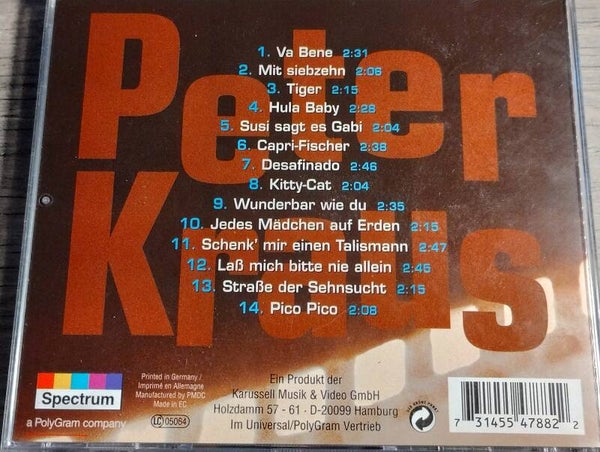 Peter
Kraus
1. Va Bene 2:31
2. Mit siebzehn 2:06
3. Tiger 2:15
4. Hula Baby 2:28
5. Susi sagt es Gabi 2:04
6. Capri-Fischer 2:38
7. Desafinado 2:46
8. Kitty-Cat 2:04
9. Wunderbar wie du 2:35
10. Jedes Mädchen auf Erden 2:15
11. Schenk' mir einen Talismann 2:47
12. Laß mich bitte nie allein 2:46
13. Straße der Sehnsucht 2:15
14. Pico Pico 2:08
Spectrum
a PolyGram company
Printed in Germany /
Imprimé en Allemagne
Manufactured by PMDC
Made in EC
LC 05064
Ein Produkt der
Karussell Musik & Video GmbH
Holzdamm 57 - 61 · D-20099 Hamburg
Im Universal/PolyGram Vertrieb
DER GRÜNE PUNKT
7 31455 47882 2